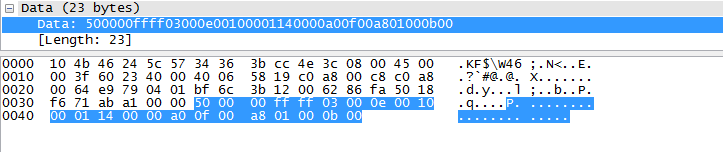 Data (23 bytes)
Data: 500000ffff03000e00100001140000a00f00a801000b00
[Length: 23]
0000 10 4b 46 24 5c 57 34 36 3b cc 4e 3c 08 00 45 00 .KF$\W46 ;.N<..E.
0010 00 3f 60 23 40 00 40 06 58 19 c0 a8 00 c8 c0 a8 .?`#@.@. X.......
0020 00 64 e9 79 04 01 bf 6c 3b 12 00 62 86 fa 50 18 .d.y...l ;..b..P.
0030 f6 71 ab a1 00 00 50 00 00 ff ff 03 00 0e 00 10 .q....P. ........
0040 00 01 14 00 00 a0 0f 00 a8 01 00 0b 00 ........ .....